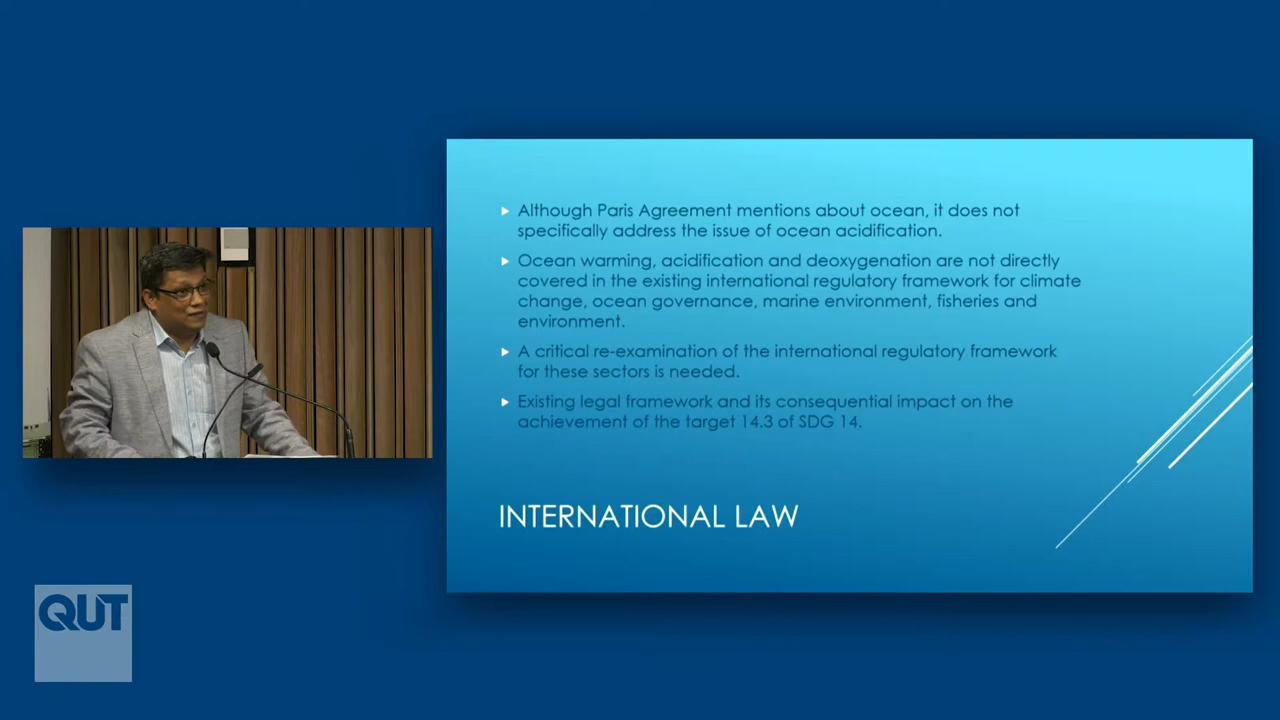 Although Paris Agreement mentions about ocean, it does not
specifically address the issue of ocean acidification.
Ocean warming, acidification and deoxygenation are not directly
covered in the existing international regulatory framework for climate
change, ocean governance, marine environment, fisheries and
environment.
A critical re-examination of the international regulatory framework
for these sectors is needed.
Existing legal framework and its consequential impact on the
achievement of the target 14.3 of SDG 14.
INTERNATIONAL LAW
QUT